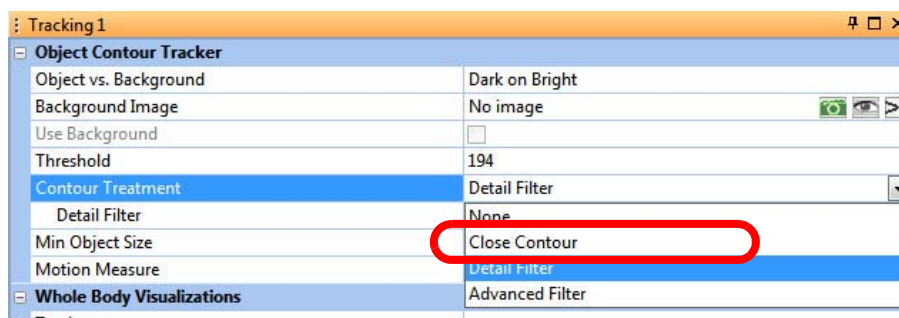 Tracking 1
Object Contour Tracker
Object vs. Background Dark on Bright
Background Image No image
Use Background
Threshold 194
Contour Treatment Detail Filter
Detail Filter None
Min Object Size Close Contour
Motion Measure Detail Filter
Whole Body Visualizations Advanced Filter